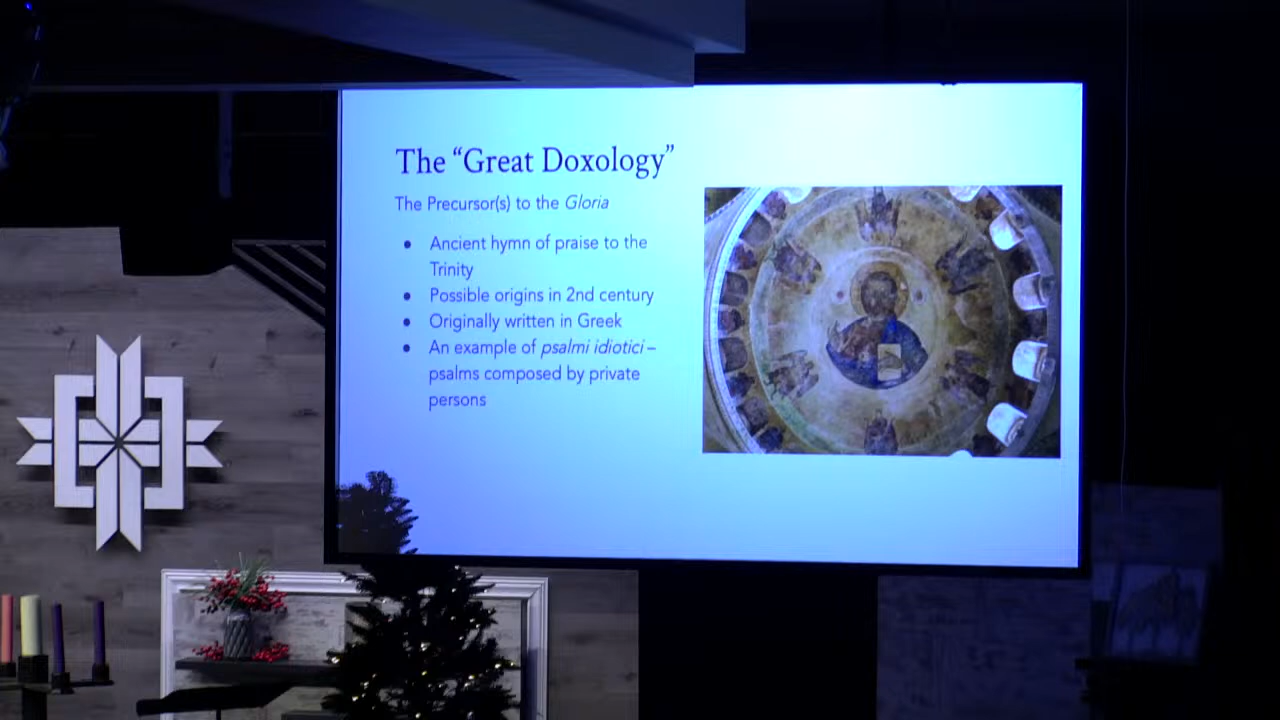 The “Great Doxology”
The Precursor(s) to the Gloria
● Ancient hymn of praise to the
Trinity
● Possible origins in 2nd century
● Originally written in Greek
● An example of psalmi idiotici –
psalms composed by private
persons